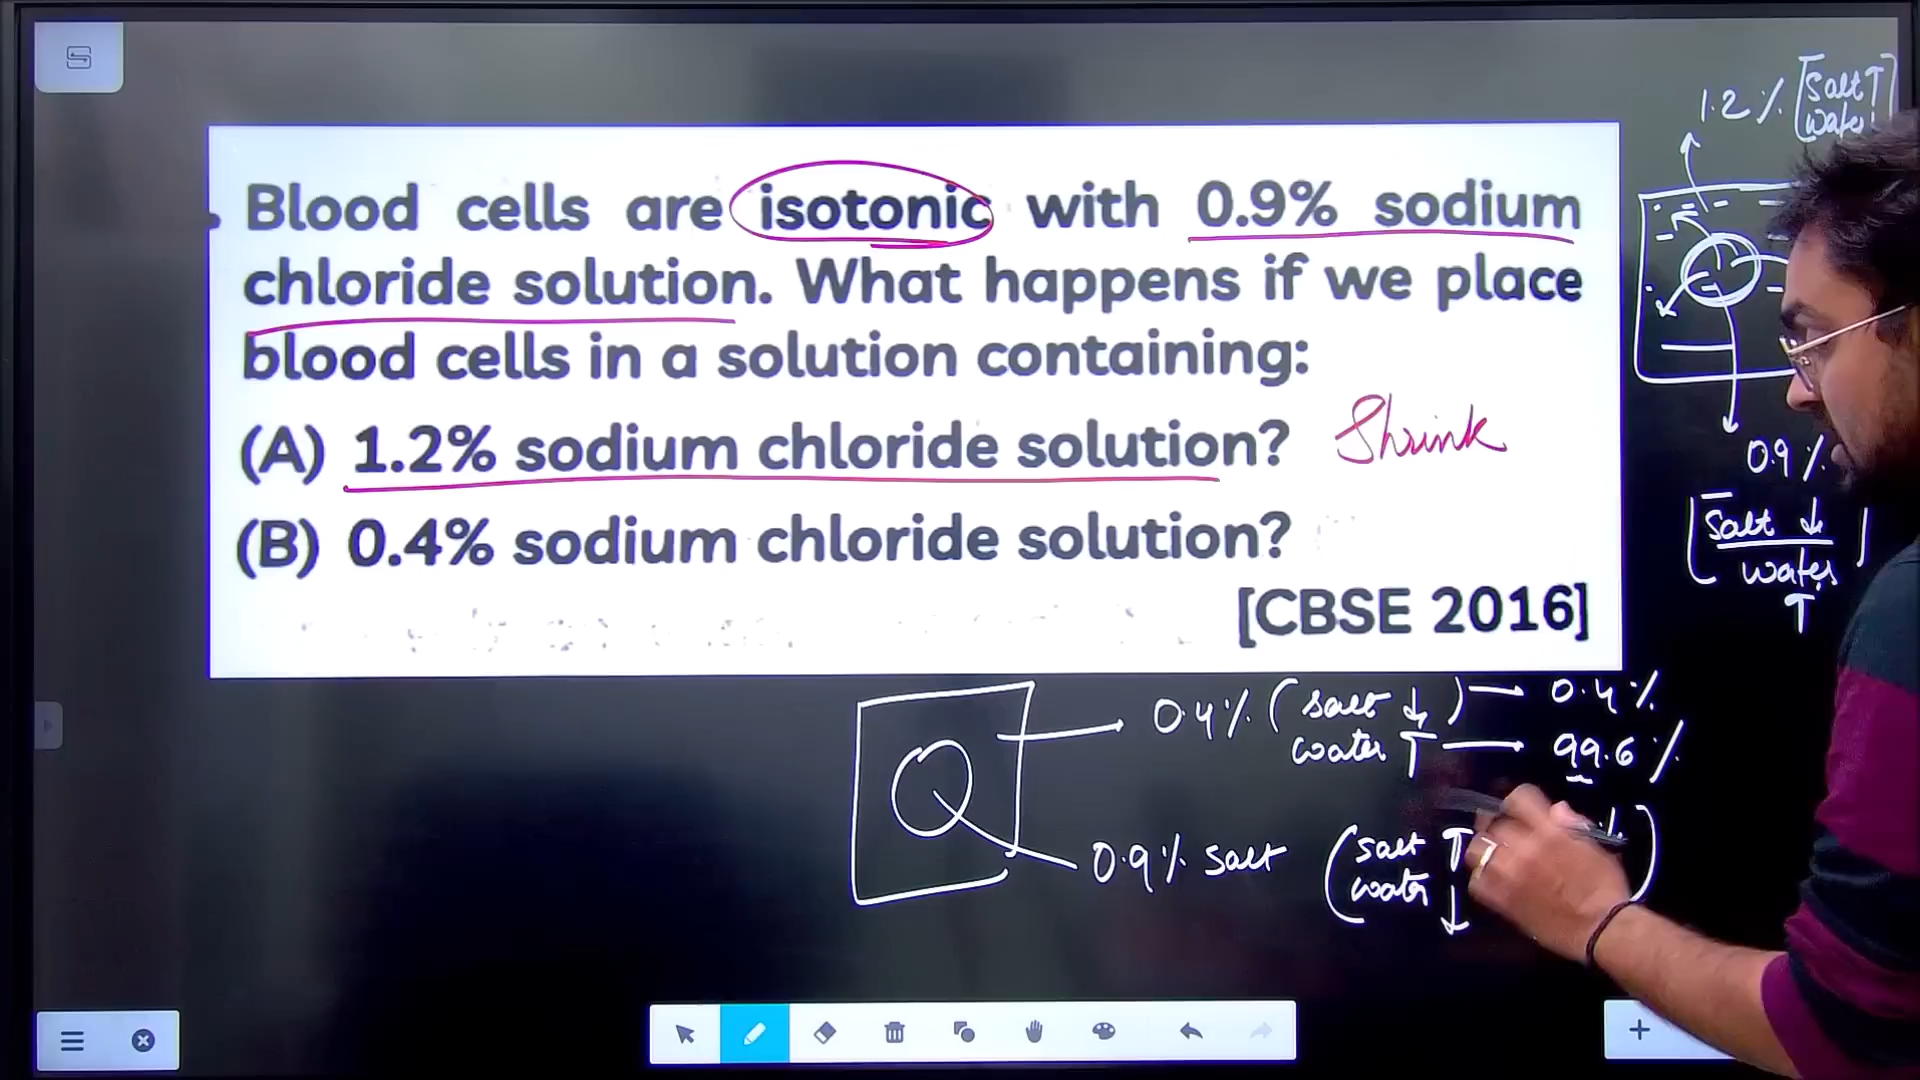 Blood cells are isotonic with 0.9% sodium
chloride solution. What happens if we place
blood cells in a solution containing:
(A) 1.2% sodium chloride solution? Shrink
(B) 0.4% sodium chloride solution?
[CBSE 2016]
1.2 % [salt ↑
water
0.9 %
[salt ↓]
water
↑
0.4% (salt ↓) → 0.4%
water ↑ → 99.6 %
0.9% salt (salt ↑
water ↓